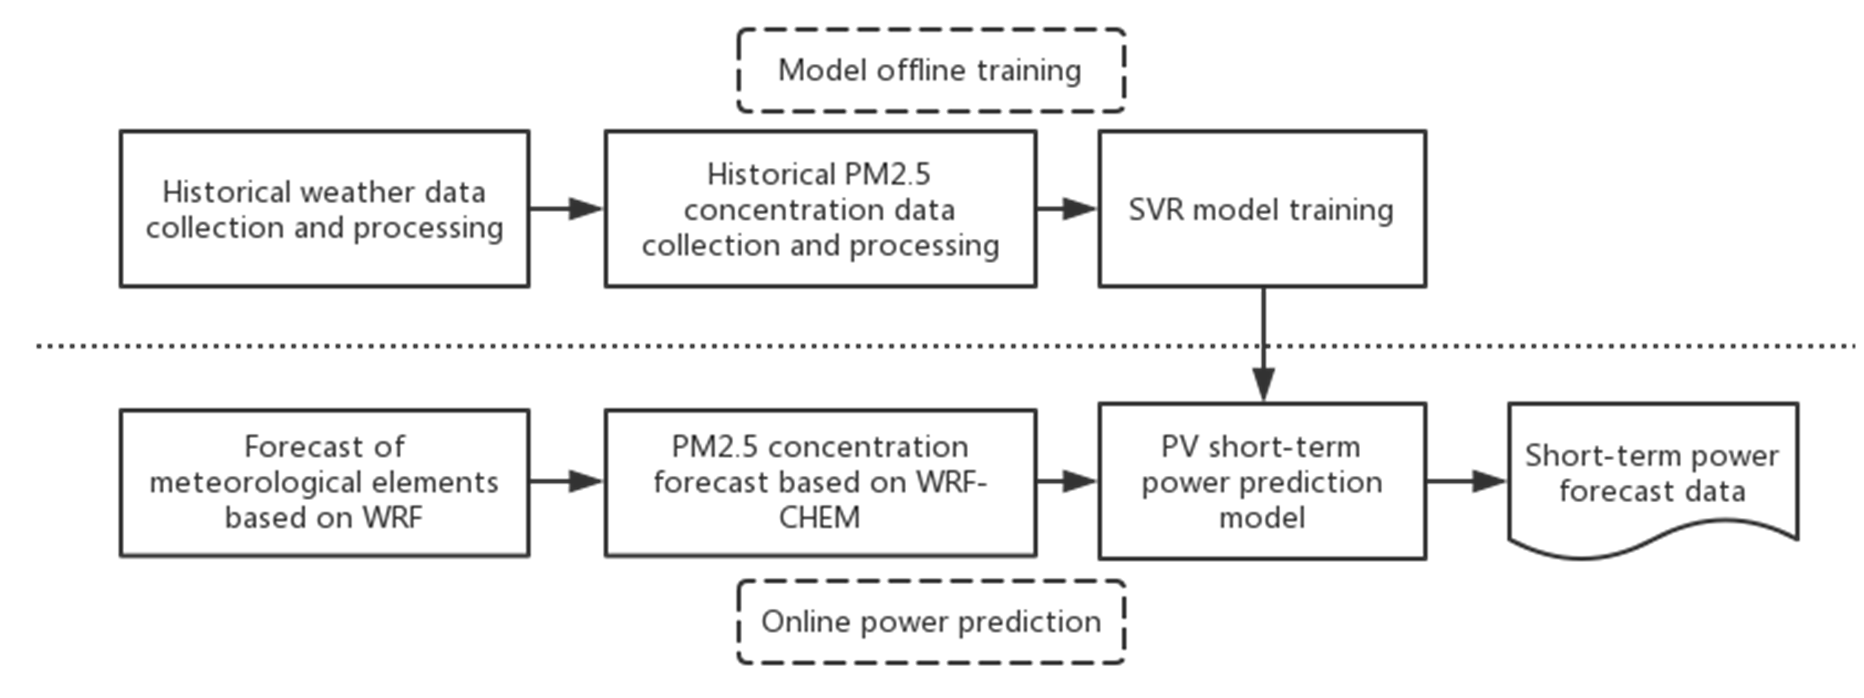 Model offline training
Historical weather data
collection and processing
Historical PM2.5
concentration data
collection and processing
SVR model training
Forecast of
meteorological elements
based on WRF
PM2.5 concentration
forecast based on WRF-
CHEM
PV short-term
power prediction
model
Short-term power
forecast data
Online power prediction